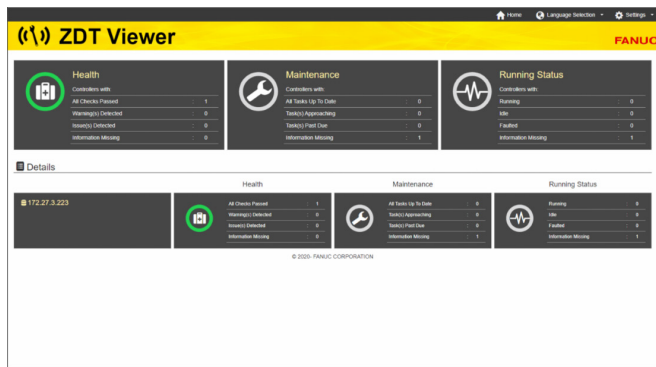 Home Language Selection Settings
ZDT Viewer
FANUC
Health
Controllers with
All Checks Passed : 1
Warning(s) Detected : 0
Issue(s) Detected : 0
Information Missing : 0
Maintenance
Controllers with
All Tasks Up To Date : 0
Task(s) Approaching : 0
Task(s) Past Due : 0
Information Missing : 1
Running Status
Controllers with
Running : 0
Idle : 0
Faulted : 0
Information Missing : 1
Details
Health Maintenance Running Status
172.27.3.223
All Checks Passed : 1
Warning(s) Detected : 0
Issue(s) Detected : 0
Information Missing : 0
All Tasks Up To Date : 0
Task(s) Approaching : 0
Task(s) Past Due : 0
Information Missing : 1
Running : 0
Idle : 0
Faulted : 0
Information Missing : 1
© 2020- FANUC CORPORATION